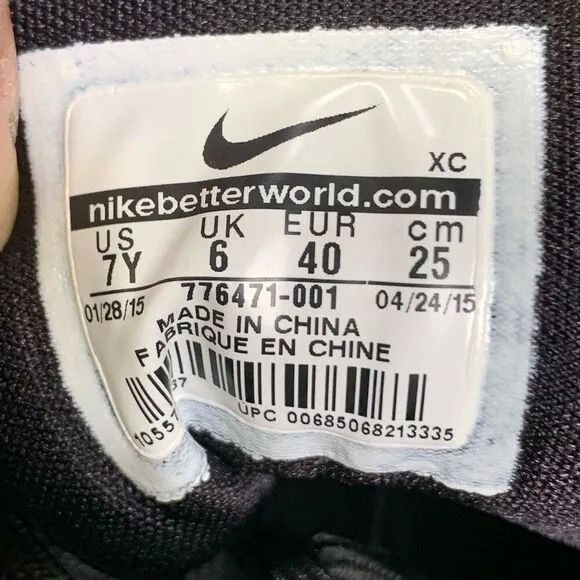 XC
nikebetterworld.com
US UK EUR cm
7Y 6 40 25
01/28/15 776471-001 04/24/15
MADE IN CHINA
FABRIQUE EN CHINE
UPC 00685068213335